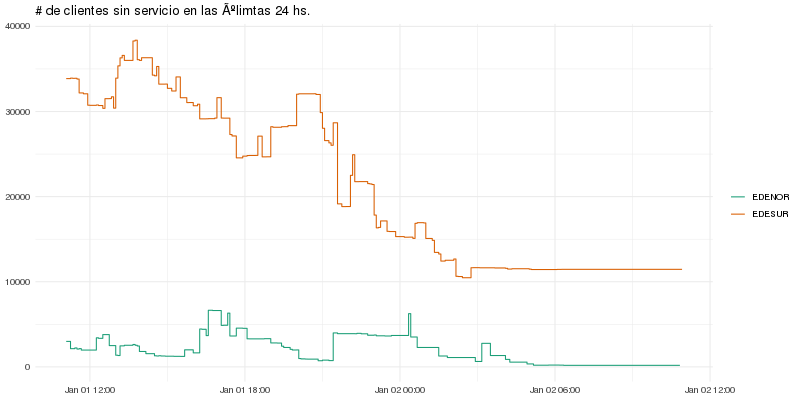 # de clientes sin servicio en las Ãºlimtas 24 hs.
40000
30000
20000
10000
0
Jan 01 12:00
Jan 01 18:00
Jan 02 00:00
Jan 02 06:00
Jan 02 12:00
EDENOR
EDESUR